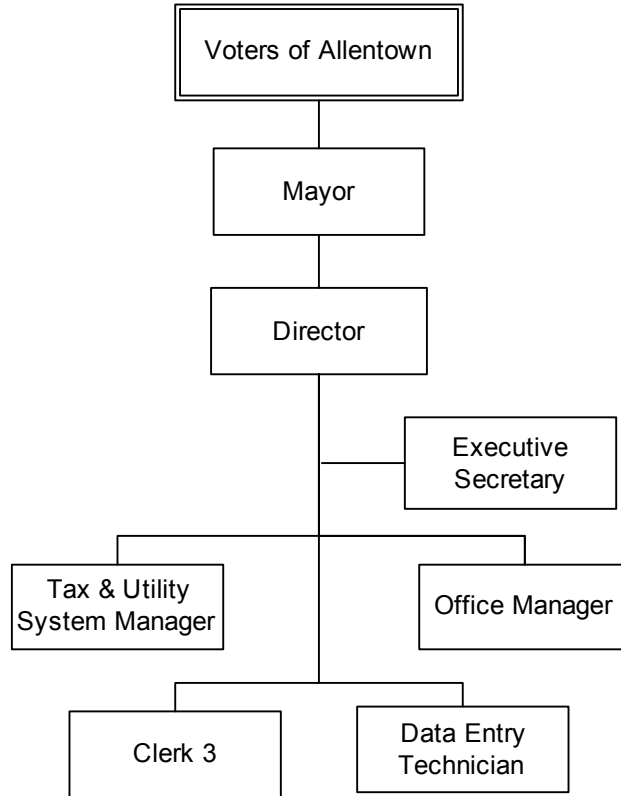 Voters of Allentown
Mayor
Director
Executive
Secretary
Tax & Utility
System Manager
Office Manager
Clerk 3
Data Entry
Technician